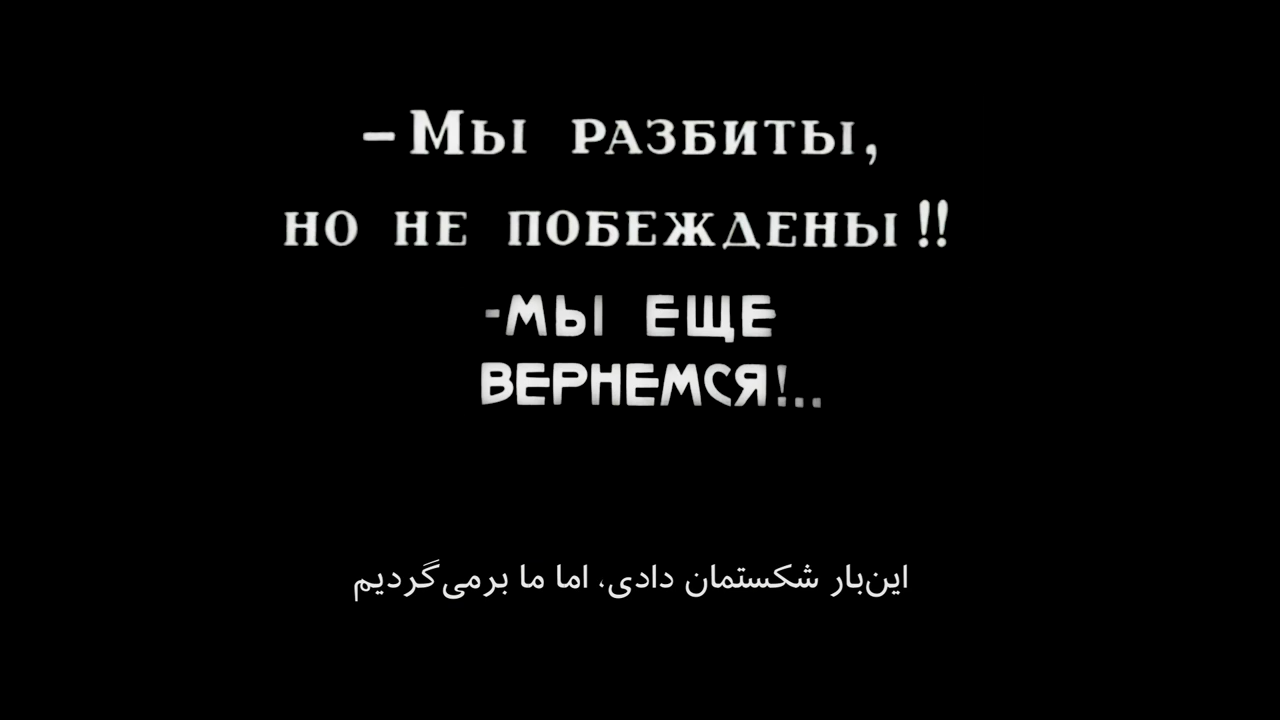 – Мы РАЗБИТЫ,
НО НЕ ПОБЕЖДЕНЫ!!
-МЫ ЕЩЕ
ВЕРНЕМСЯ!..
این‌بار شکستمان دادی، اما ما برمی‌گردیم